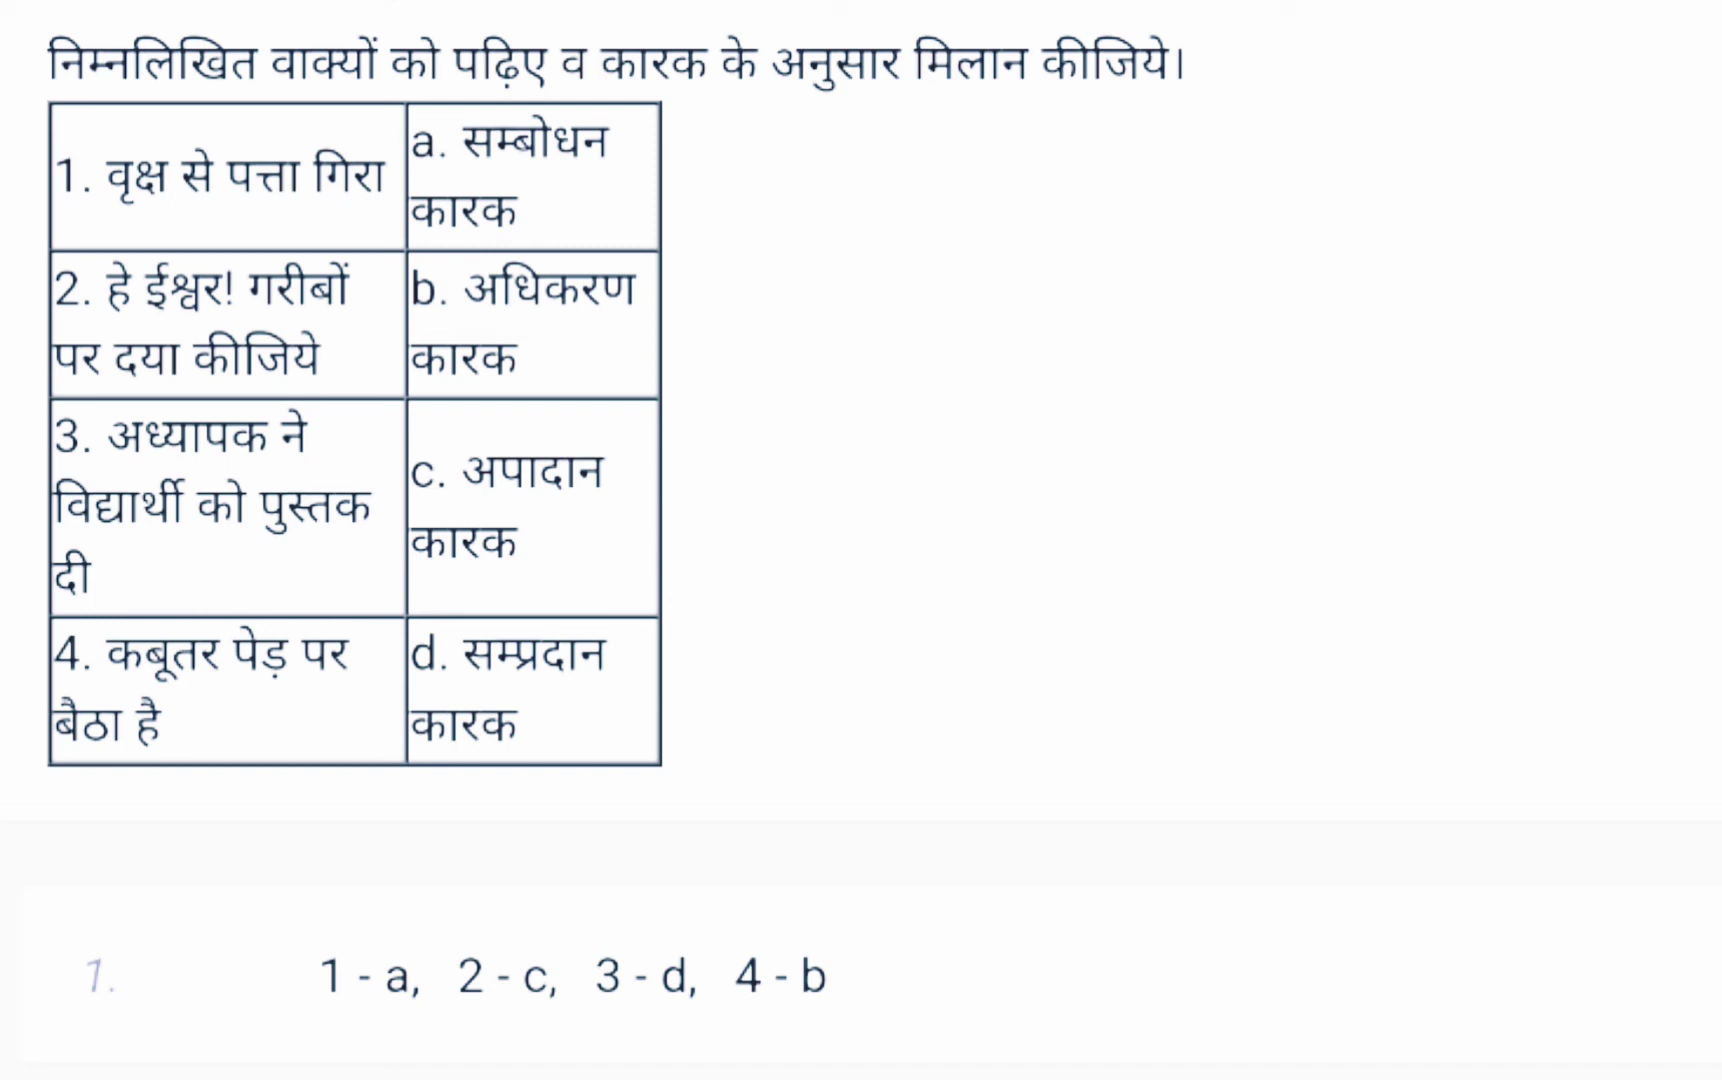 निम्नलिखित वाक्यों को पढ़िए व कारक के अनुसार मिलान कीजिये।
1. वृक्ष से पत्ता गिरा
a. सम्बोधन
कारक
2. हे ईश्वर! गरीबों
पर दया कीजिये
b. अधिकरण
कारक
3. अध्यापक ने
विद्यार्थी को पुस्तक
दी
c. अपादान
कारक
4. कबूतर पेड़ पर
बैठा है
d. सम्प्रदान
कारक
1. 1 - a, 2 - c, 3 - d, 4 - b